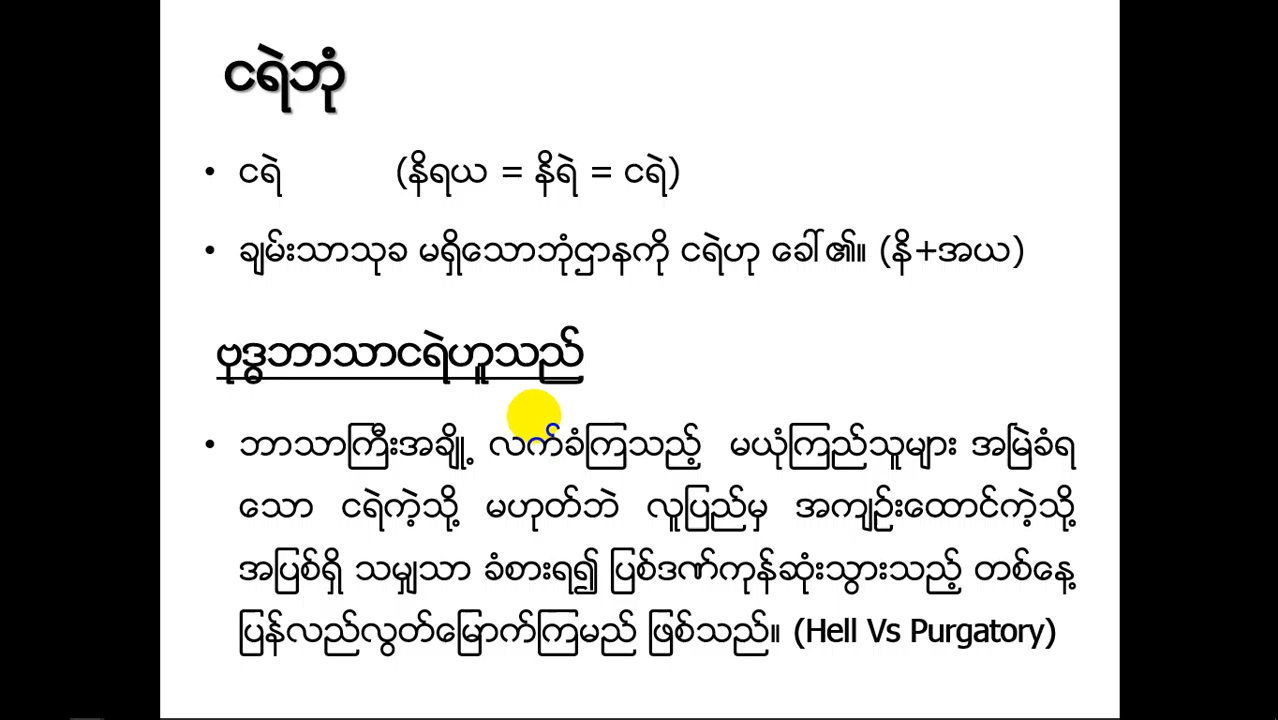 ငရဲဘုံ
• ငရဲ (နိရယ = နိရဲ = ငရဲ)
• ချမ်းသာသုခ မရှိသောဘုံဌာနကို ငရဲဟု ခေါ်၏။ (နိ+အယ)
ဗုဒ္ဓဘာသာငရဲဟူသည်
• ဘာသာကြီးအချို့ လက်ခံကြသည့် မယုံကြည်သူများ အမြဲခံရ
သော ငရဲကဲ့သို့ မဟုတ်ဘဲ လူပြည်မှ အကျဉ်းထောင်ကဲ့သို့
အပြစ်ရှိ သမျှသာ ခံစားရ၍ ပြစ်ဒဏ်ကုန်ဆုံးသွားသည့် တစ်နေ့
ပြန်လည်လွတ်မြောက်ကြမည် ဖြစ်သည်။ (Hell Vs Purgatory)